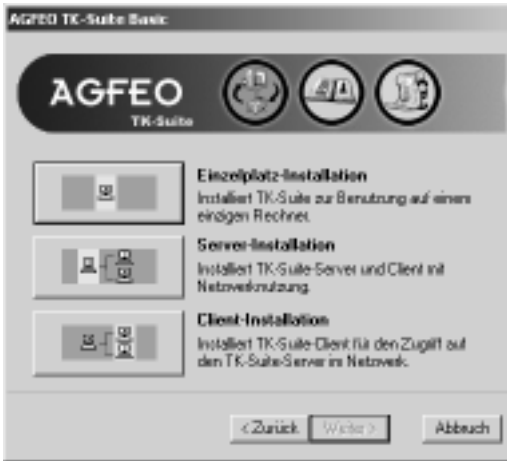 AGFEO TK-Suite Basic
AGFEO
TK-Suite
Einzelplatz-Installation
Installiert TK-Suite zur Benutzung auf einem
einzigen Rechner.
Server-Installation
Installiert TK-Suite-Server und Client mit
Netzwerknutzung.
Client-Installation
Installiert TK-Suite-Client für den Zugriff auf
den TK-Suite-Server im Netzwerk.
< Zurück Weiter > Abbruch